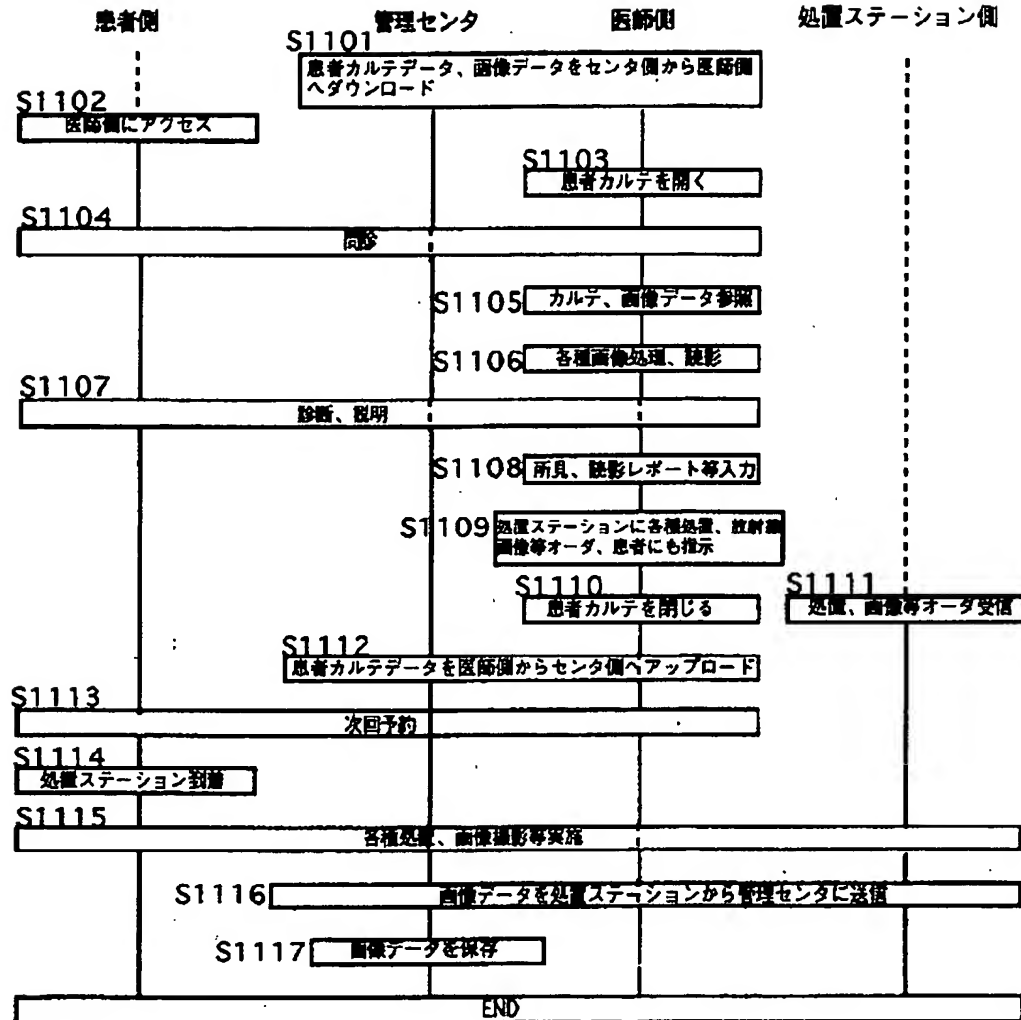 患者側 管理センタ 医師側 処置ステーション側
S1101
患者カルテデータ、画像データをセンタ側から医師側
へダウンロード
S1102
医師側にアクセス
S1103
患者カルテを開く
S1104
問診
S1105 カルテ、画像データ参照
S1106 各種画像処理、読影
S1107
診断、説明
S1108 所見、読影レポート等入力
S1109 処置ステーションに各種処置、放射線
画像等オーダ、患者にも指示
S1110 S1111
患者カルテを閉じる 処置、画像等オーダ受信
S1112
患者カルテデータを医師側からセンタ側へアップロード
S1113
次回予約
S1114
処置ステーション到着
S1115
各種処置、画像撮影等実施
S1116 画像データを処置ステーションから管理センタに送信
S1117 画像データを保存
END